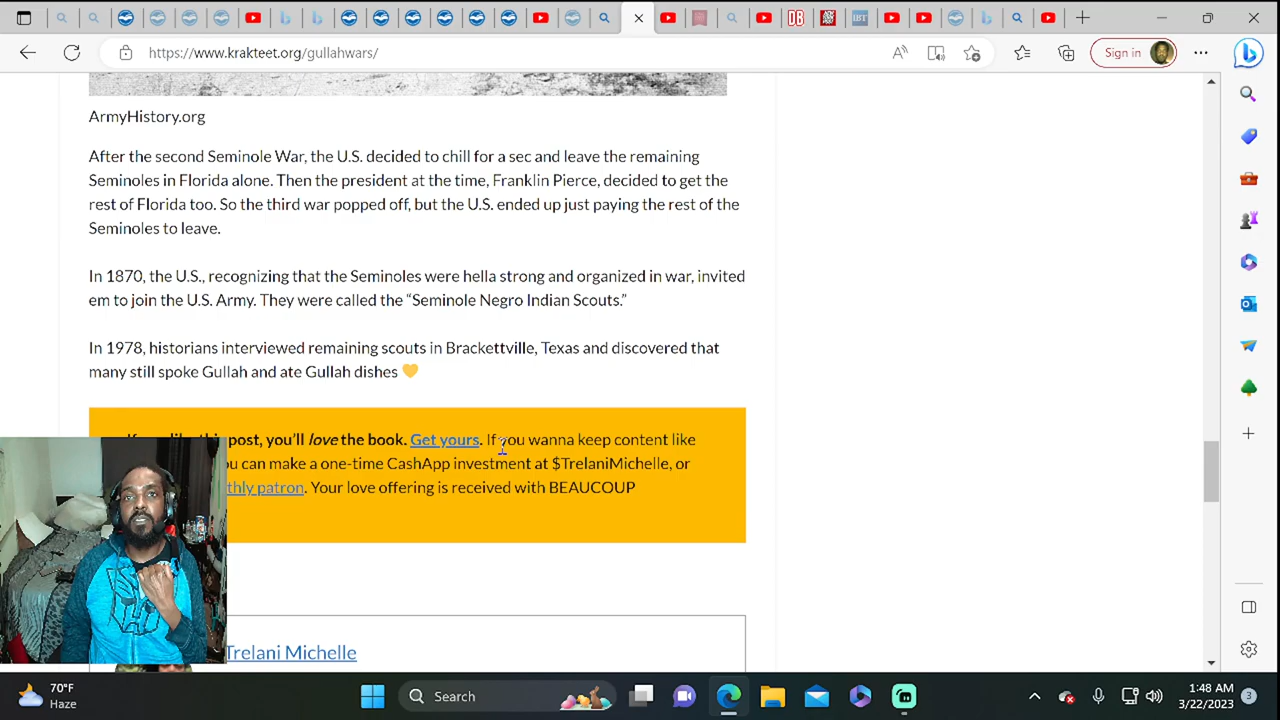 https://www.krakteet.org/gullahwars/
Sign in
ArmyHistory.org
After the second Seminole War, the U.S. decided to chill for a sec and leave the remaining
Seminoles in Florida alone. Then the president at the time, Franklin Pierce, decided to get the
rest of Florida too. So the third war popped off, but the U.S. ended up just paying the rest of the
Seminoles to leave.
In 1870, the U.S., recognizing that the Seminoles were hella strong and organized in war, invited
em to join the U.S. Army. They were called the “Seminole Negro Indian Scouts.”
In 1978, historians interviewed remaining scouts in Brackettville, Texas and discovered that
many still spoke Gullah and ate Gullah dishes
post, you’ll love the book. Get yours. If you wanna keep content like
can make a one-time CashApp investment at $TrelaniMichelle, or
patron. Your love offering is received with BEAUCOUP
Trelani Michelle
70°F
Haze
Search
1:48 AM
3/22/2023
3